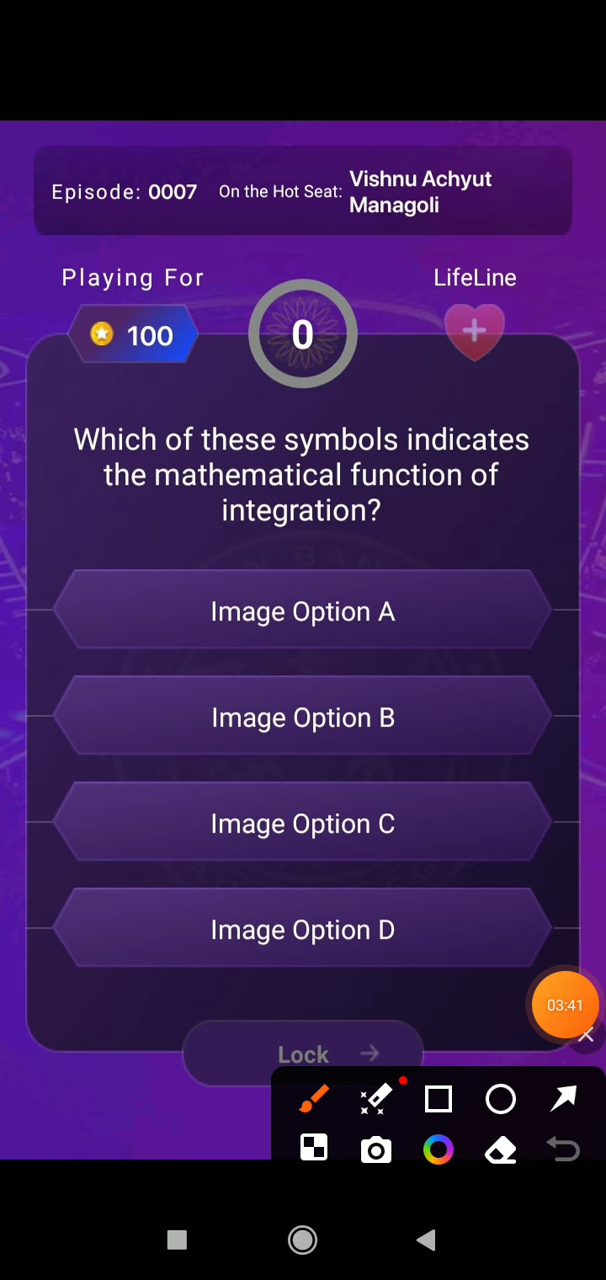 Episode: 0007 On the Hot Seat: Vishnu Achyut
Managoli
Playing For
LifeLine
100
0
Which of these symbols indicates
the mathematical function of
integration?
Image Option A
Image Option B
Image Option C
Image Option D
03:41
Lock